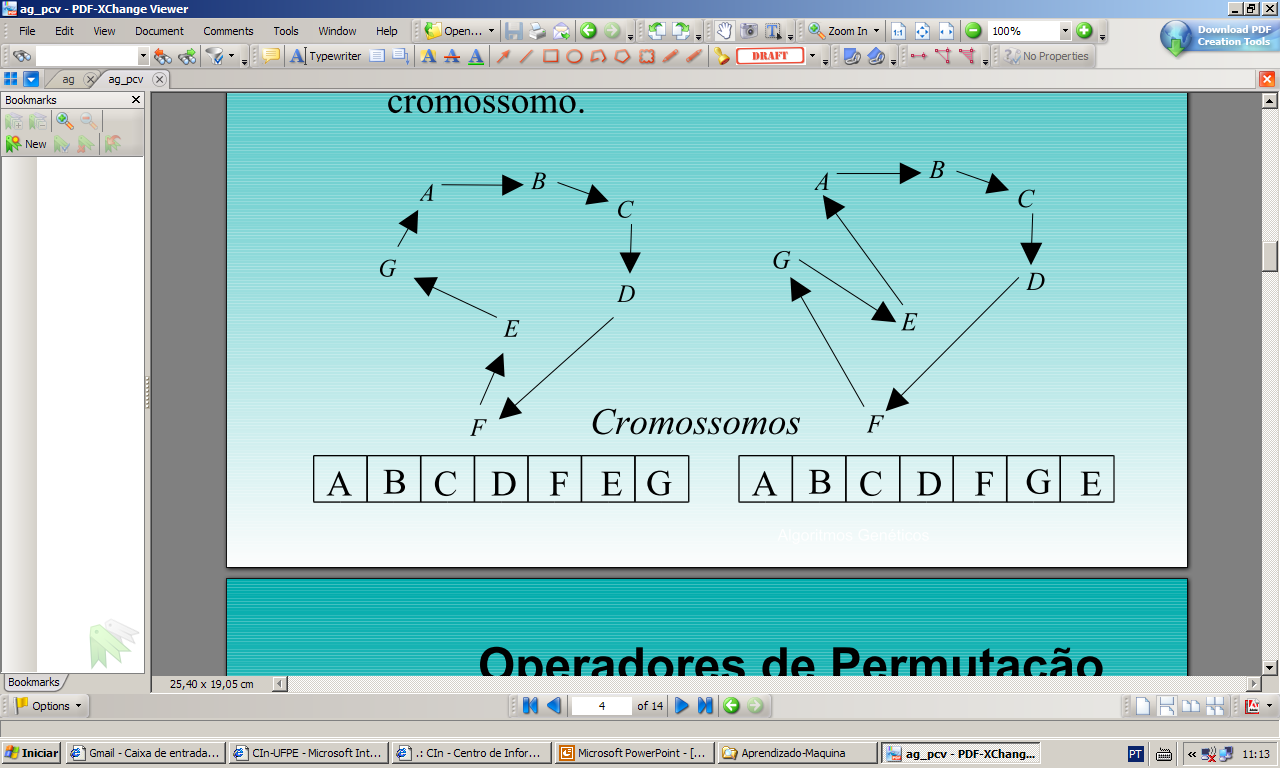 ag_pcv - PDF-XChange Viewer
File Edit View Document Comments Tools Window Help Open... Zoom In 100% Download PDF Creation Tools
Typewriter DRAFT No Properties
ag ag_pcv
Bookmarks
New
cromossomo.
A B C D E F G
A B C D E F G
Cromossomos
A B C D F E G
A B C D F G E
Algoritmos Genéticos
Operadores de Permutação
Bookmarks
25,40 x 19,05 cm
Options 4 of 14
Iniciar Gmail - Caixa de entrada... CIn-UFPE - Microsoft Int... .: CIn - Centro de Infor... Microsoft PowerPoint - [... Aprendizado-Maquina ag_pcv - PDF-XChang... PT « 11:13